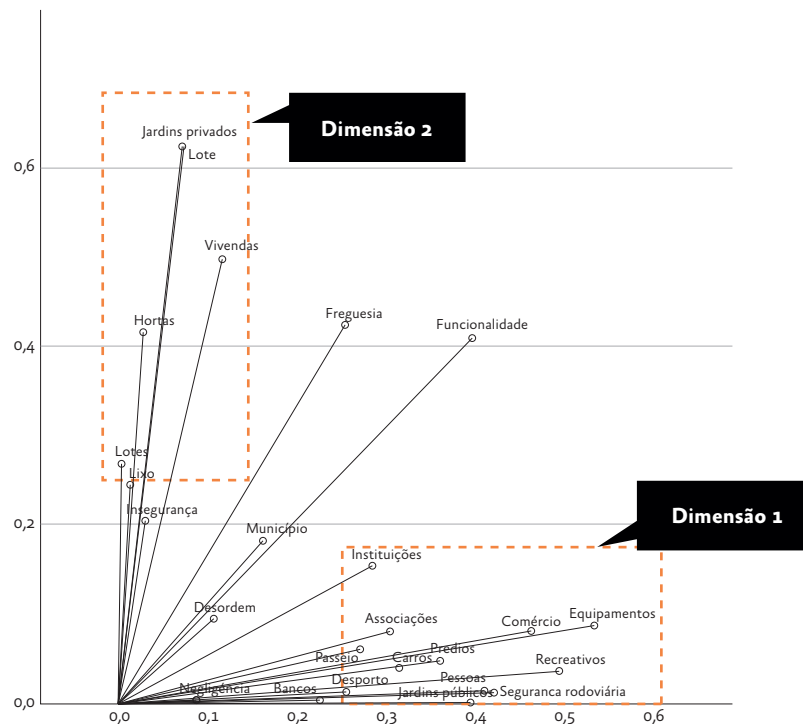 Jardins privados
Dimensão 2
Lote
0,6
Vivendas
Hortas
Freguesia
Funcionalidade
0,4
Lotes
Lixo
Insegurança
Dimensão 1
0,2
Município
Instituições
Desordem
Associações
Comércio
Equipamentos
Passeio
Carros
Prédios
Recreativos
Desporto
Pessoas
Negligência
Bancos
Jardins públicos
Seguranca rodoviária
0,0
0,0 0,1 0,2 0,3 0,4 0,5 0,6